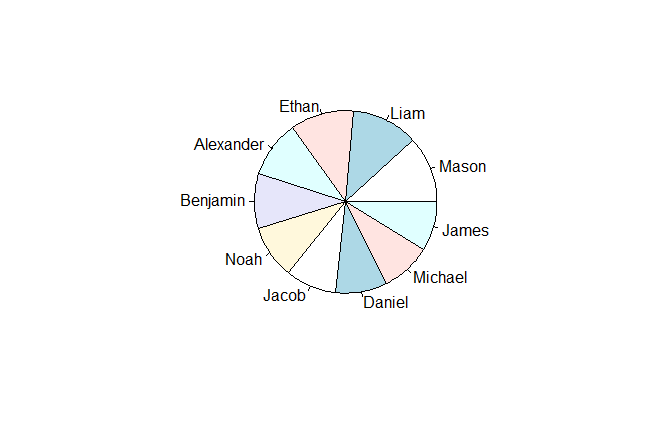 Ethan
Liam
Alexander
Mason
Benjamin
James
Noah
Michael
Jacob
Daniel